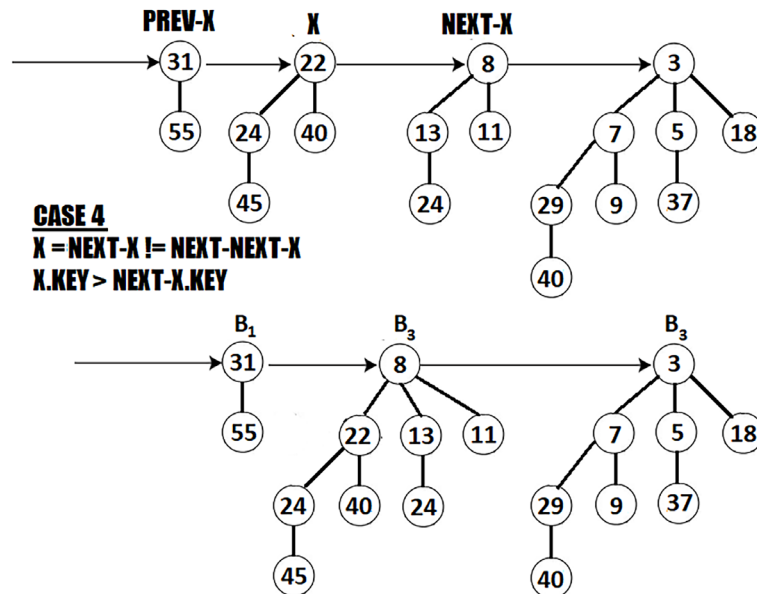 PREV-X X NEXT-X
31 22 8 3
55 24 40 13 11 7 5 18
45 24 29 9 37
40
CASE 4
X = NEXT-X != NEXT-NEXT-X
X.KEY > NEXT-X.KEY
B1 B3 B3
31 8 3
55 22 13 11 7 5 18
24 40 24 29 9 37
45 40